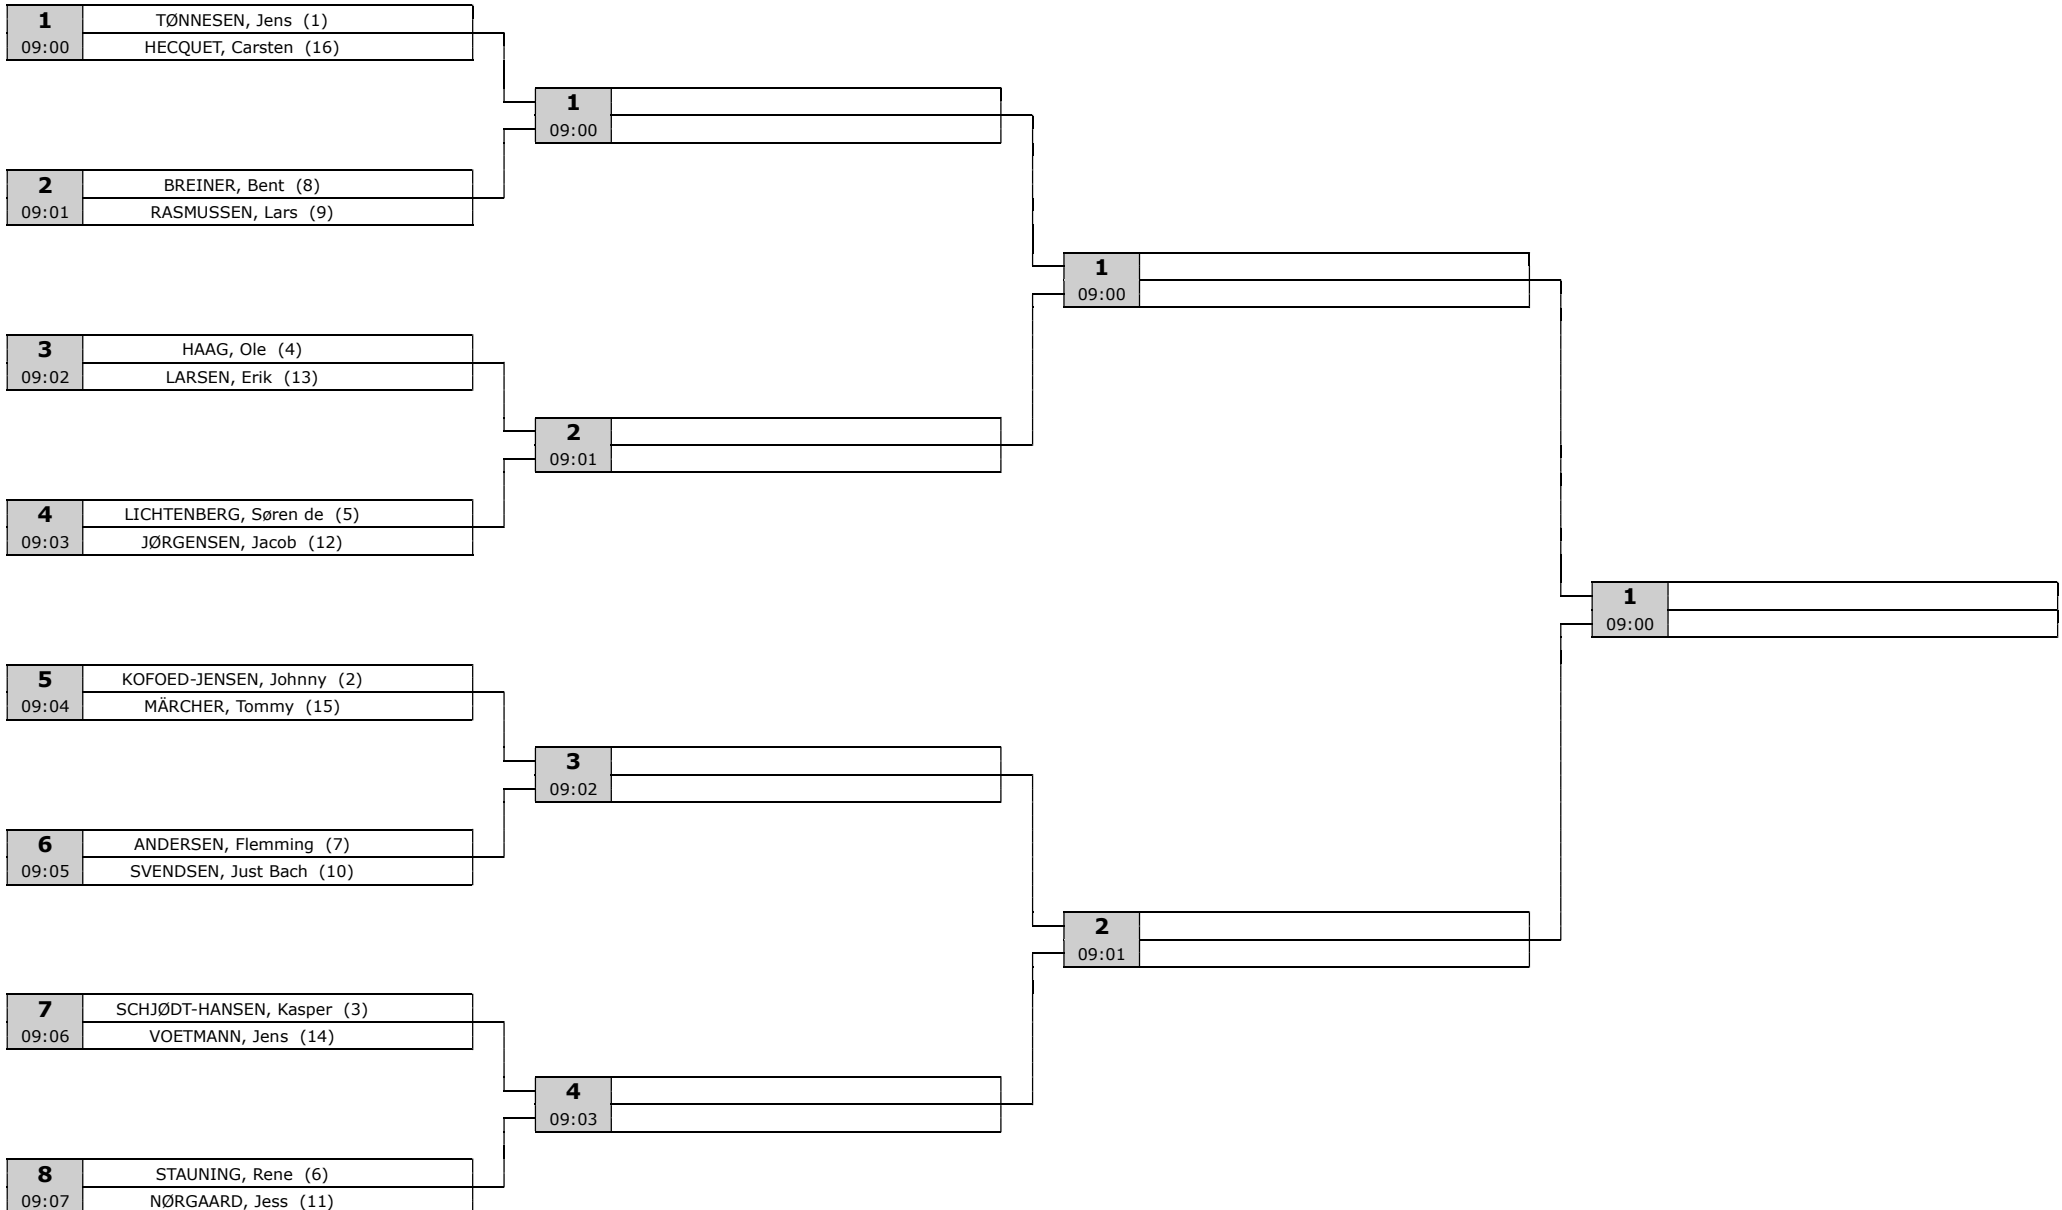 1
TØNNESEN, Jens (1)
09:00
HECQUET, Carsten (16)
2
BREINER, Bent (8)
09:01
RASMUSSEN, Lars (9)
3
HAAG, Ole (4)
09:02
LARSEN, Erik (13)
4
LICHTENBERG, Søren de (5)
09:03
JØRGENSEN, Jacob (12)
5
KOFOED-JENSEN, Johnny (2)
09:04
MÄRCHER, Tommy (15)
6
ANDERSEN, Flemming (7)
09:05
SVENDSEN, Just Bach (10)
7
SCHJØDT-HANSEN, Kasper (3)
09:06
VOETMANN, Jens (14)
8
STAUNING, Rene (6)
09:07
NØRGAARD, Jess (11)
1
09:00
2
09:01
3
09:02
4
09:03
1
09:00
2
09:01
1
09:00